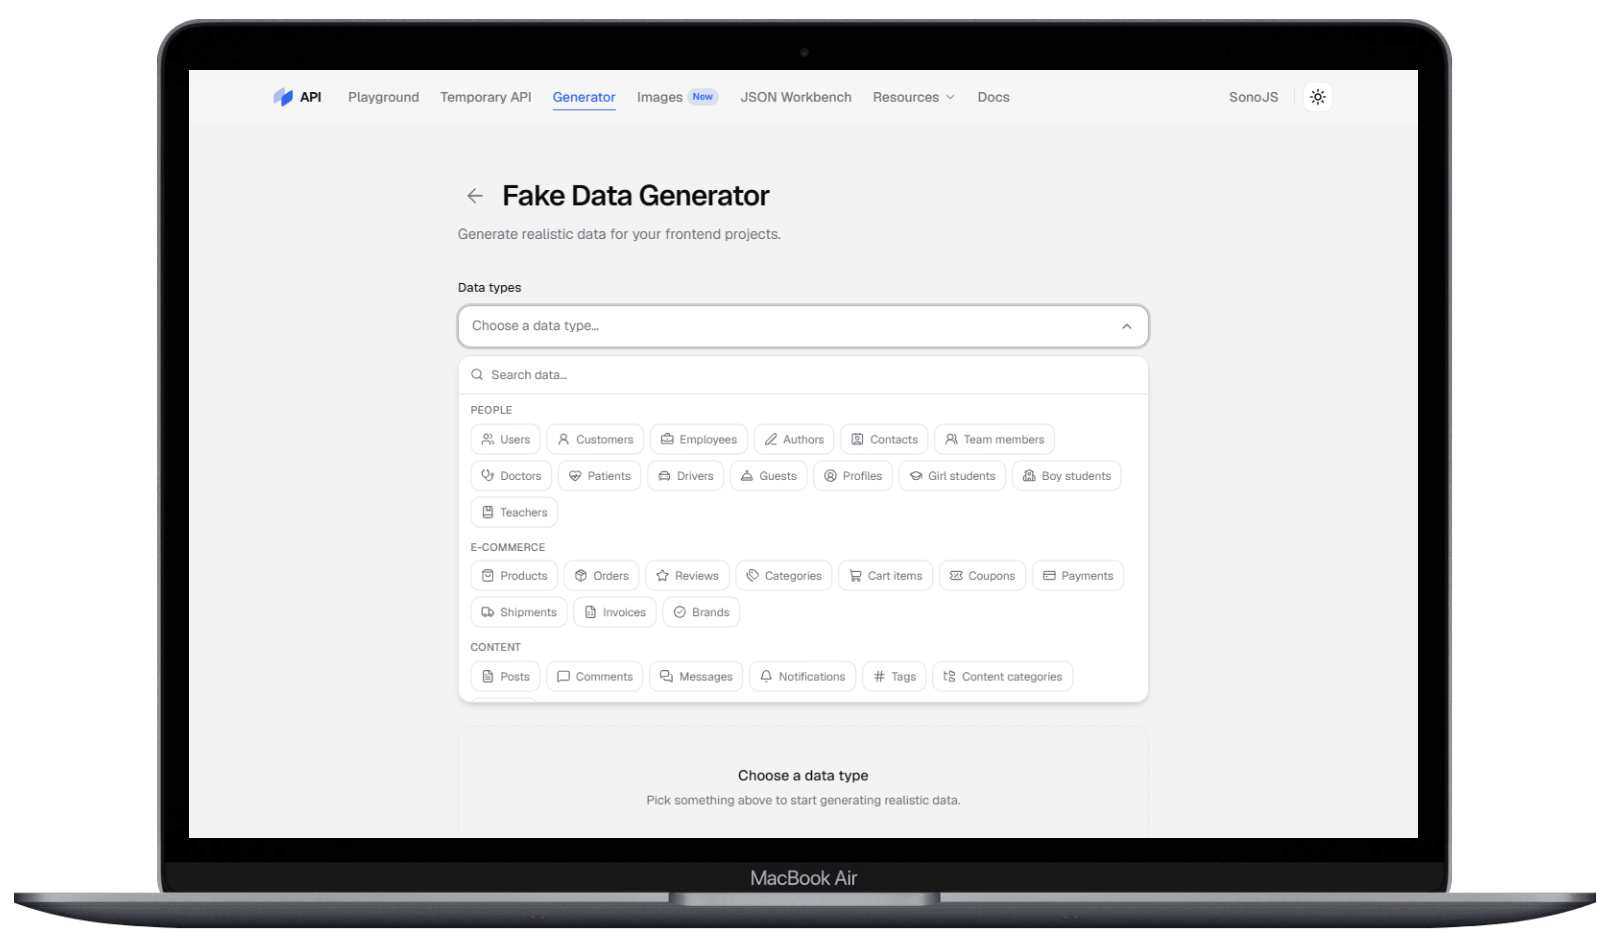 API Playground Temporary API Generator Images New JSON Workbench Resources Docs SonoJS
Fake Data Generator
Generate realistic data for your frontend projects.
Data types
Choose a data type...
Search data...
PEOPLE
Users Customers Employees Authors Contacts Team members
Doctors Patients Drivers Guests Profiles Girl students Boy students
Teachers
E-COMMERCE
Products Orders Reviews Categories Cart items Coupons Payments
Shipments Invoices Brands
CONTENT
Posts Comments Messages Notifications Tags Content categories
Choose a data type
Pick something above to start generating realistic data.
MacBook Air